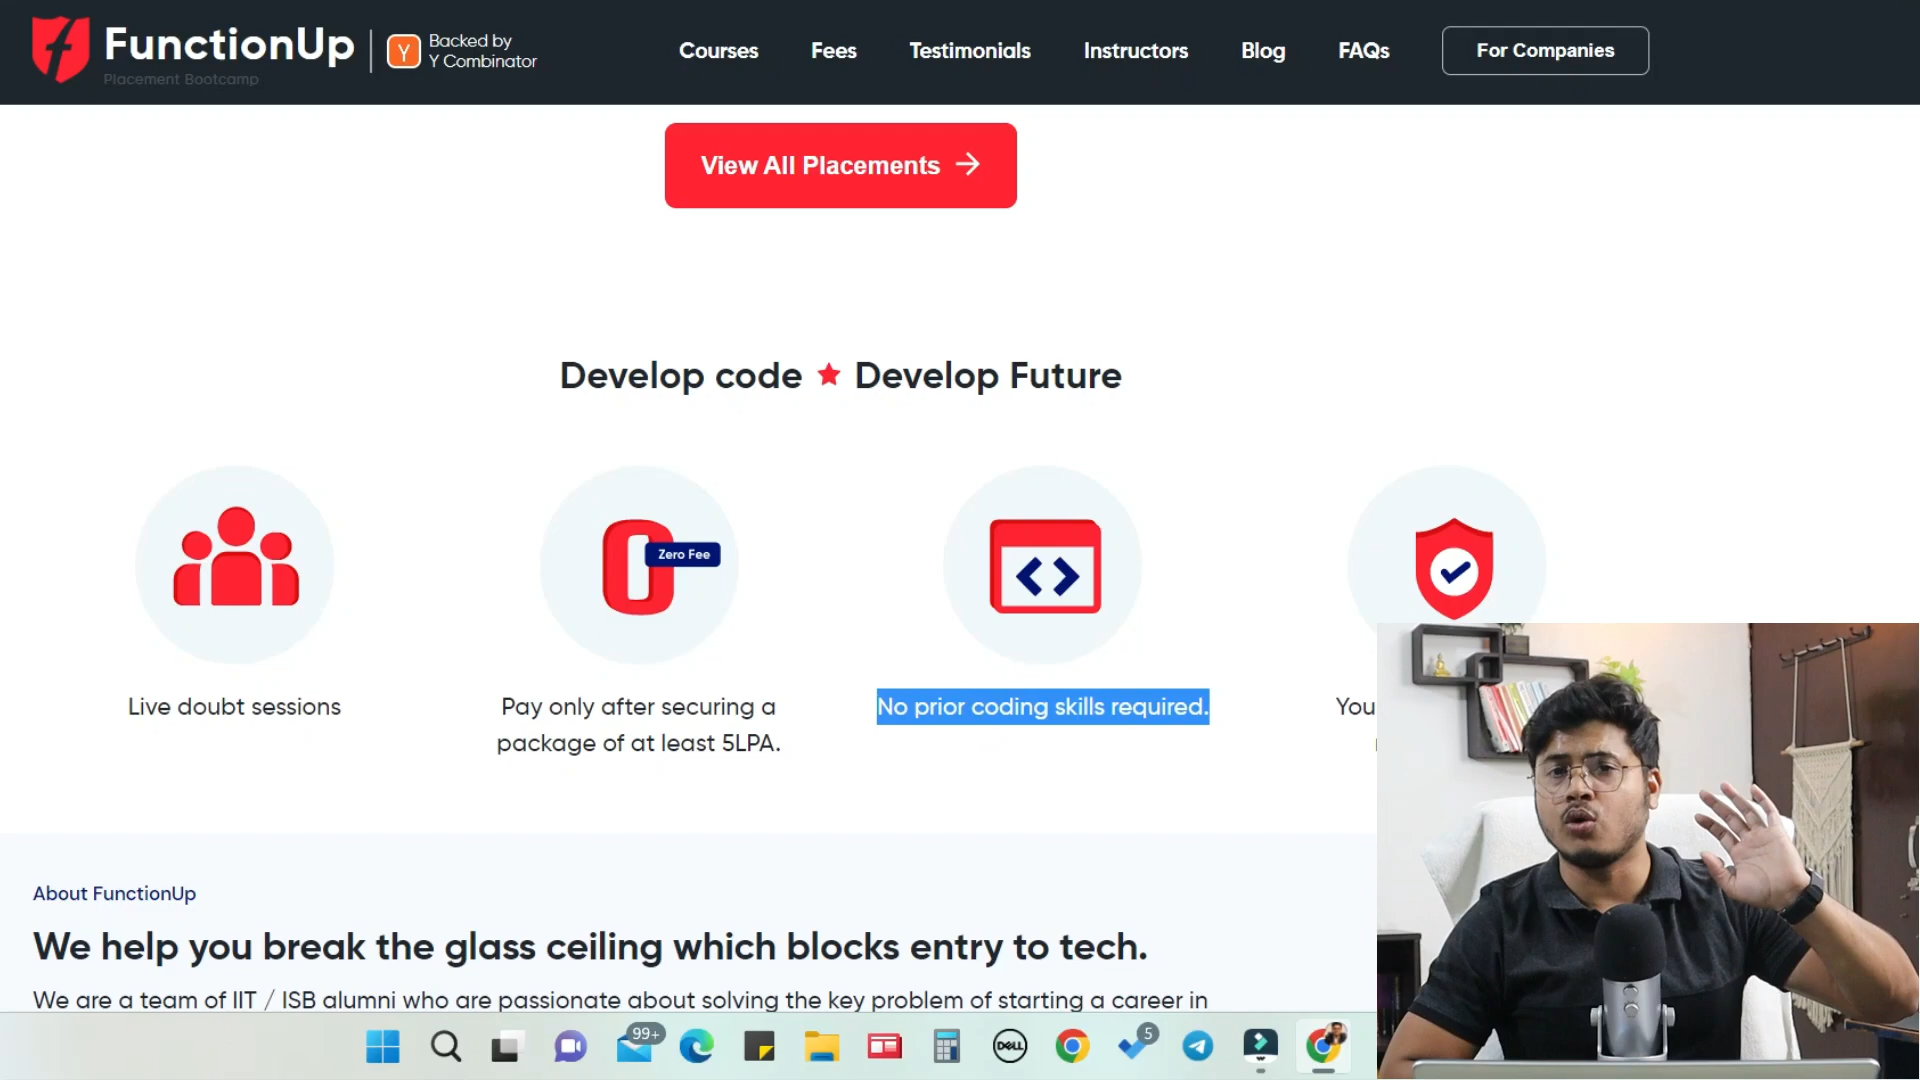 FunctionUp
Placement Bootcamp
Y
Backed by
Y Combinator
Courses
Fees
Testimonials
Instructors
Blog
FAQs
For Companies
View All Placements
Develop code
Develop Future
Zero Fee
Live doubt sessions
Pay only after securing a
package of at least 5LPA.
No prior coding skills required.
You
About FunctionUp
We help you break the glass ceiling which blocks entry to tech.
We are a team of IIT / ISB alumni who are passionate about solving the key problem of starting a career in
99+
DELL
5